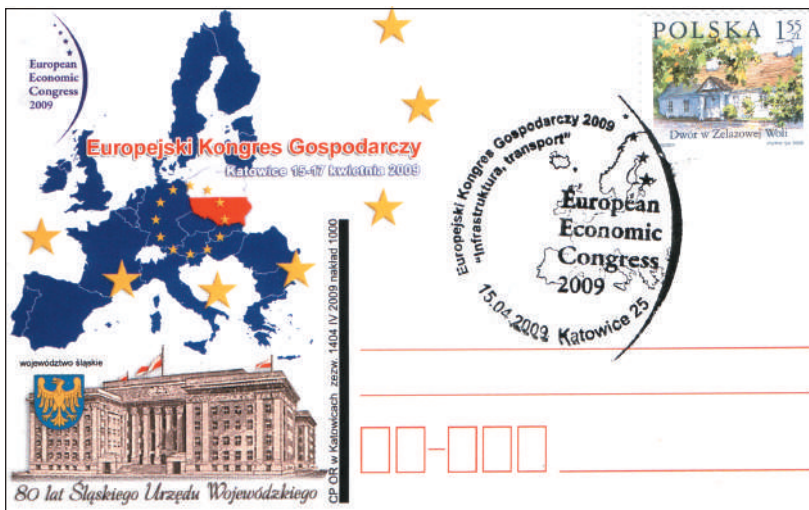 European
Economic
Congress
2009
Europejski Kongres Gospodarczy
Katowice 15-17 kwietnia 2009
województwo śląskie
80 lat Śląskiego Urzędu Wojewódzkiego
CP OR w Katowicach zezw. 1404 IV 2009 nakład 1000
Europejski Kongres Gospodarczy 2009
"Infrastruktura, transport"
European
Economic
Congress
2009
15.04.2009 Katowice 25
POLSKA 1 55 zł
Dwór w Żelazowej Woli